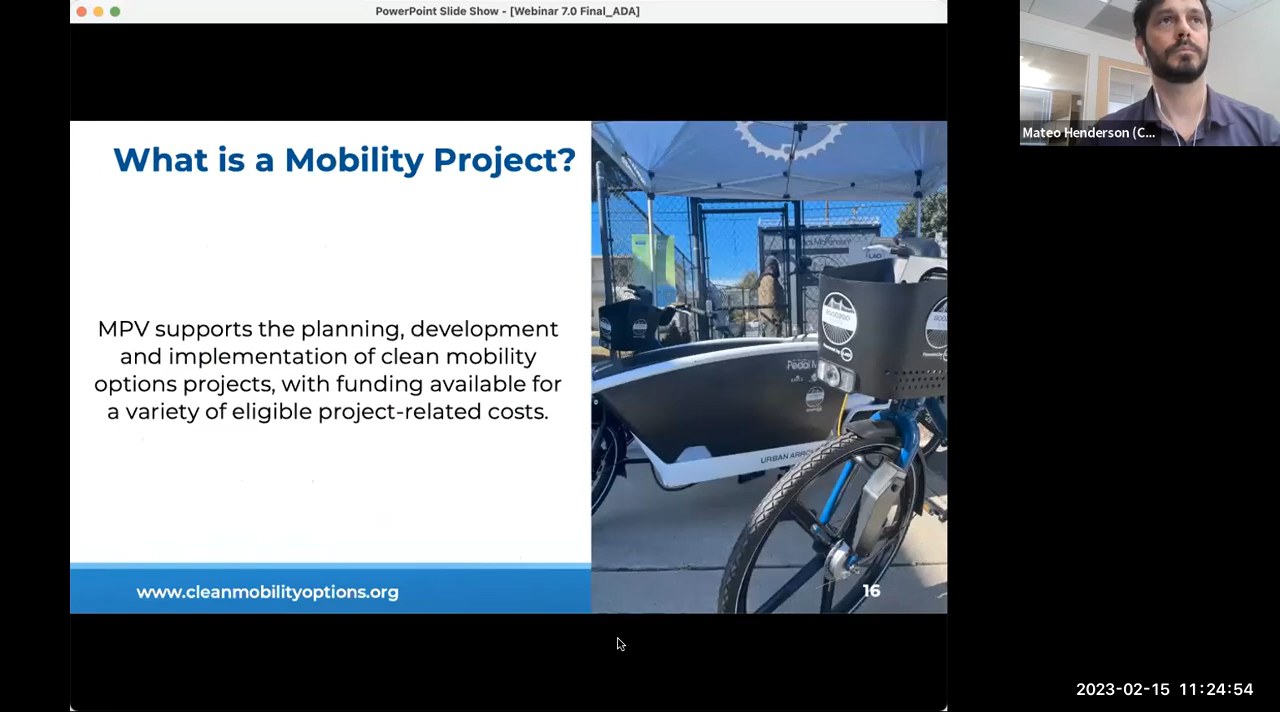 PowerPoint Slide Show - [Webinar 7.0 Final_ADA]
What is a Mobility Project?
MPV supports the planning, development
and implementation of clean mobility
options projects, with funding available for
a variety of eligible project-related costs.
URBAN
www.cleanmobilityoptions.org
16
Mateo Henderson (C...
2023-02-15 11:24:54